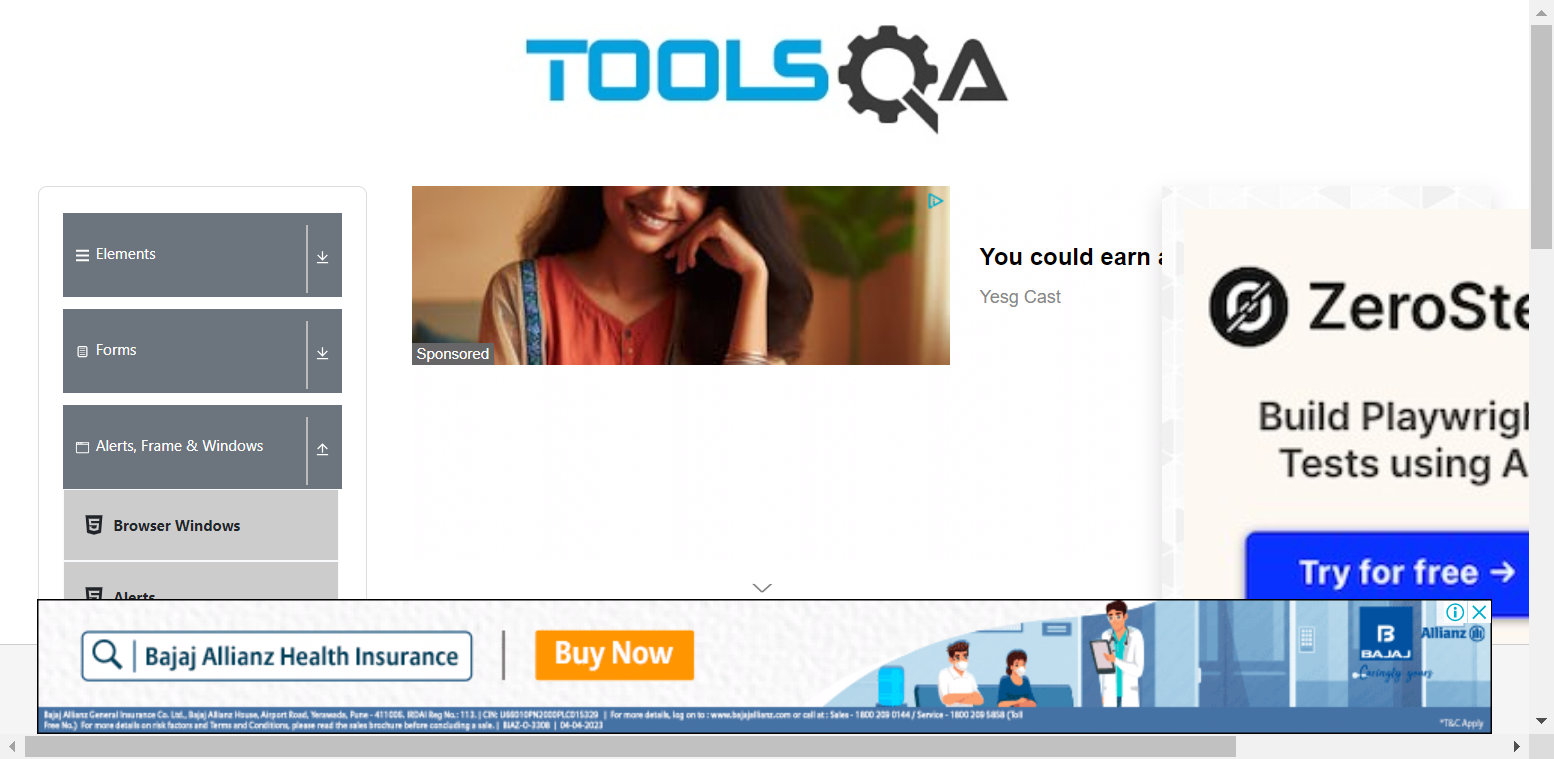 TOOLSQA
Elements
Forms
Alerts, Frame & Windows
Browser Windows
Alerts
Sponsored
You could earn
Yesg Cast
ZeroSte
Build Playwrigh
Tests using A
Try for free →
Bajaj Allianz Health Insurance
Buy Now
B
BAJAJ
Allianz
Caringly yours
Bajaj Allianz General Insurance Co. Ltd., Bajaj Allianz House, Airport Road, Yerawada, Pune - 411006. IRDAI Reg No.: 113. | CIN: U66010PN2000PLC015329 | For more details, log on to : www.bajajallianz.com or call at : Sales - 1800 209 0144 / Service - 1800 209 5858 (Toll
Free No.) For more details on risk factors and Terms and Conditions, please read the sales brochure before concluding a sale. | BIAZ-O-3308 | 04-04-2023
*T&C Apply